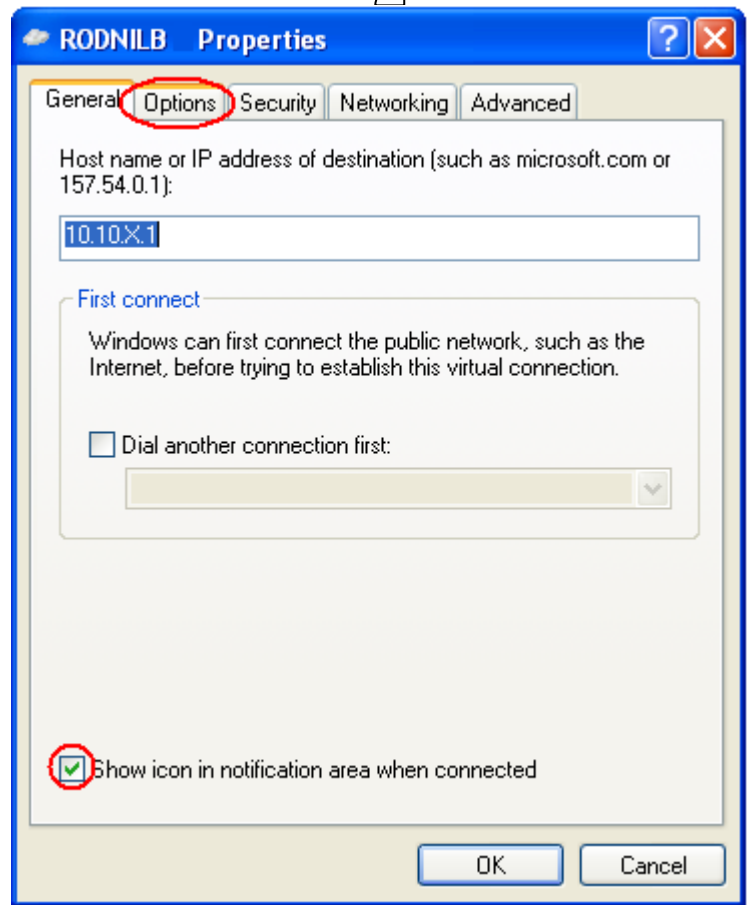 RODNILB Properties
General Options Security Networking Advanced
Host name or IP address of destination (such as microsoft.com or
157.54.0.1):
10.10.X.1
First connect
Windows can first connect the public network, such as the
Internet, before trying to establish this virtual connection.
Dial another connection first:
Show icon in notification area when connected
OK Cancel